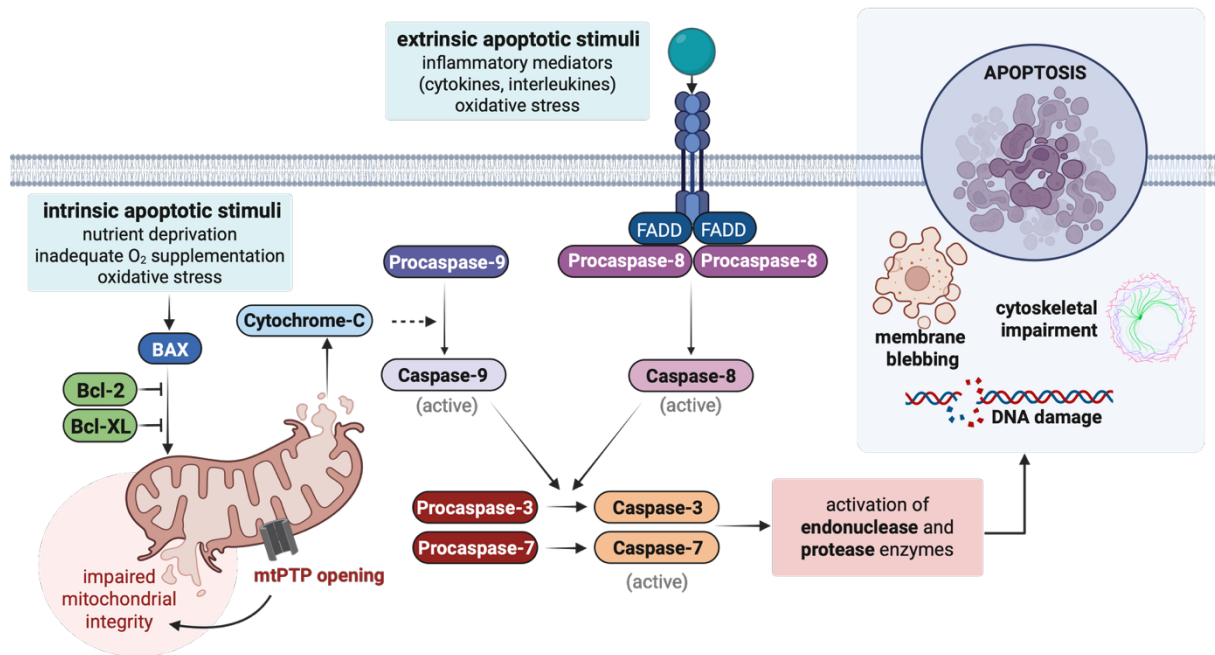 extrinsic apoptotic stimuli
inflammatory mediators
(cytokines, interleukines)
oxidative stress
APOPTOSIS
intrinsic apoptotic stimuli
nutrient deprivation
inadequate O₂ supplementation
oxidative stress
FADD
FADD
Procaspase-9
Procaspase-8
Procaspase-8
Cytochrome-C
BAX
Bcl-2
Bcl-XL
Caspase-9
(active)
Caspase-8
(active)
membrane
blebbing
cytoskeletal
impairment
DNA damage
Procaspase-3
Caspase-3
Procaspase-7
Caspase-7
(active)
activation of
endonuclease and
protease enzymes
mtPTP opening
impaired
mitochondrial
integrity